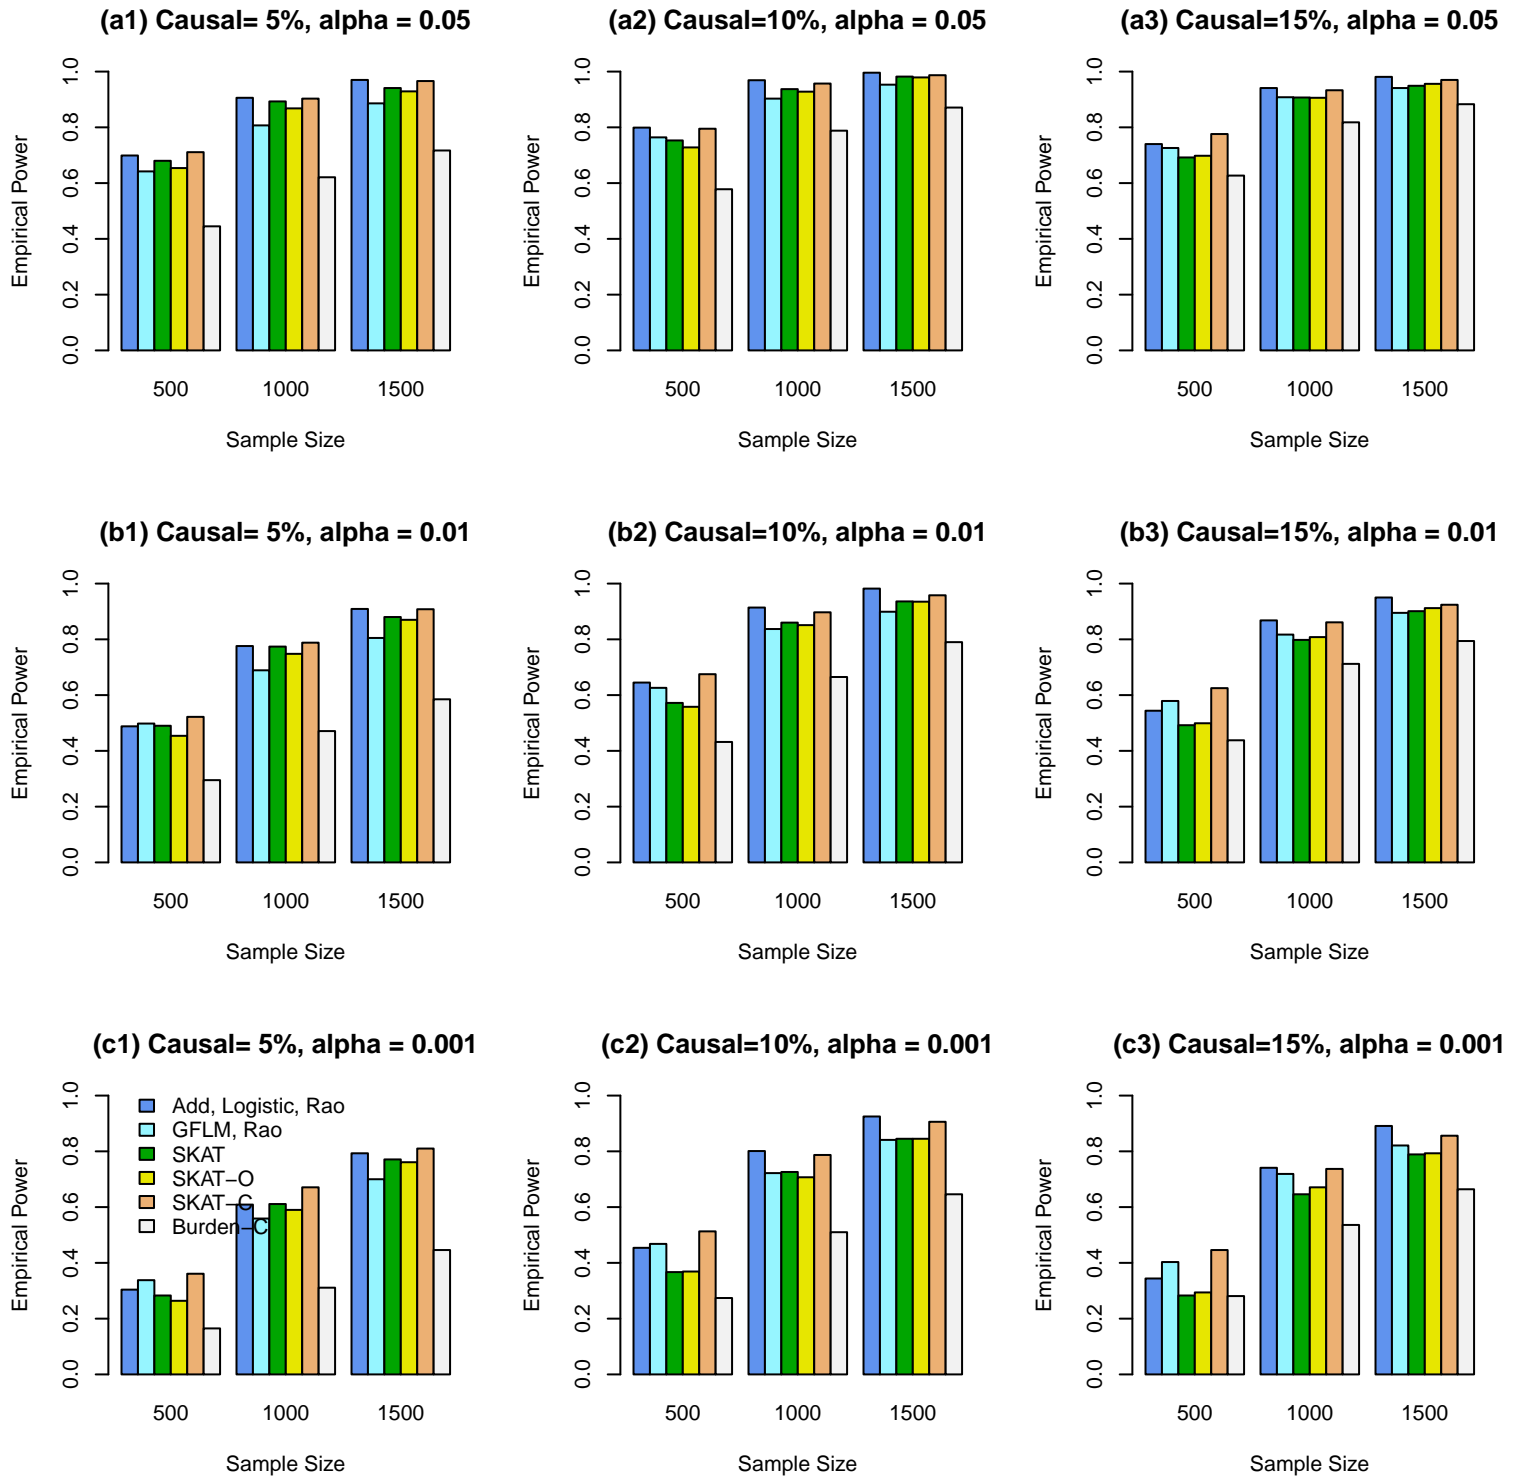 (a1) Causal= 5%, alpha = 0.05
Empirical Power
0.0 0.2 0.4 0.6 0.8 1.0
500 1000 1500
Sample Size
(a2) Causal=10%, alpha = 0.05
Empirical Power
0.0 0.2 0.4 0.6 0.8 1.0
500 1000 1500
Sample Size
(a3) Causal=15%, alpha = 0.05
Empirical Power
0.0 0.2 0.4 0.6 0.8 1.0
500 1000 1500
Sample Size
(b1) Causal= 5%, alpha = 0.01
Empirical Power
0.0 0.2 0.4 0.6 0.8 1.0
500 1000 1500
Sample Size
(b2) Causal=10%, alpha = 0.01
Empirical Power
0.0 0.2 0.4 0.6 0.8 1.0
500 1000 1500
Sample Size
(b3) Causal=15%, alpha = 0.01
Empirical Power
0.0 0.2 0.4 0.6 0.8 1.0
500 1000 1500
Sample Size
(c1) Causal= 5%, alpha = 0.001
Empirical Power
0.0 0.2 0.4 0.6 0.8 1.0
Add, Logistic, Rao
GFLM, Rao
SKAT
SKAT−O
SKAT−C
Burden−C
500 1000 1500
Sample Size
(c2) Causal=10%, alpha = 0.001
Empirical Power
0.0 0.2 0.4 0.6 0.8 1.0
500 1000 1500
Sample Size
(c3) Causal=15%, alpha = 0.001
Empirical Power
0.0 0.2 0.4 0.6 0.8 1.0
500 1000 1500
Sample Size